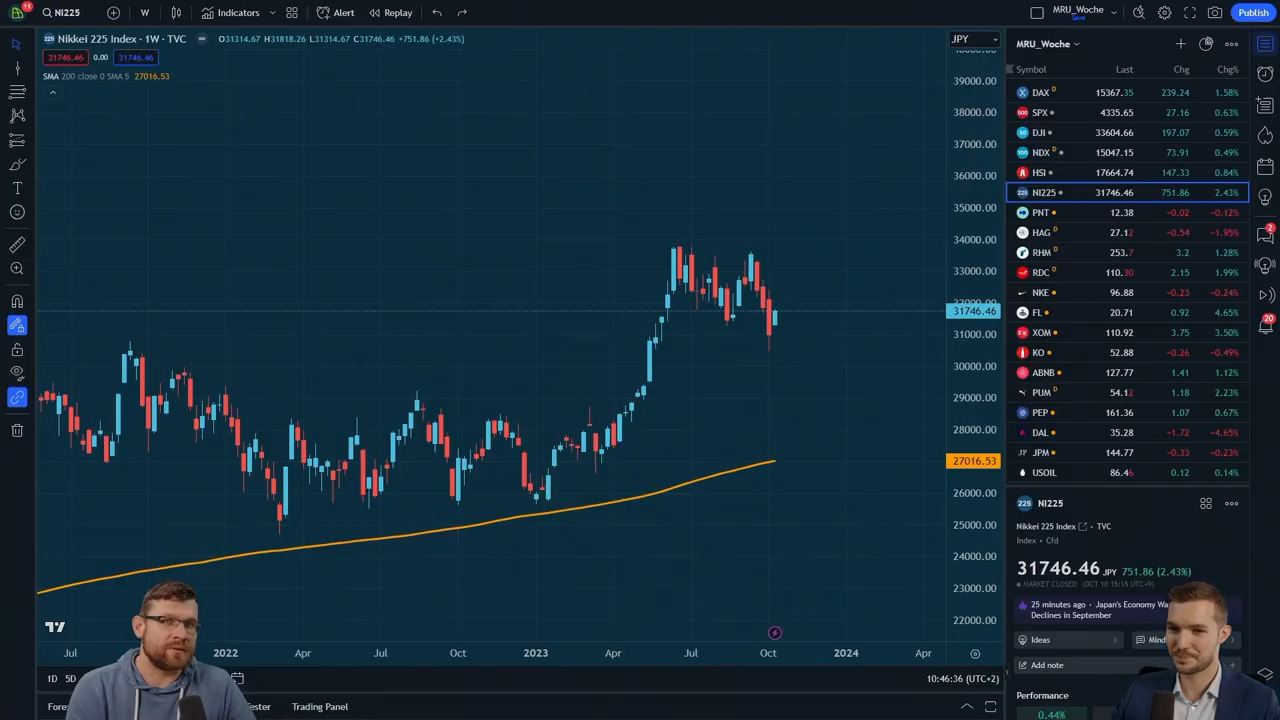 11
NI225
W
Indicators
Alert
Replay
MRU_Woche
Publish
225 Nikkei 225 Index · 1W · TVC O31314.67 H31818.26 L31314.67 C31746.46 +751.86 (+2.43%)
31746.46 0.00 31746.46
SMA 200 close 0 SMA 5 27016.53
JPY
39000.00
38000.00
37000.00
36000.00
35000.00
34000.00
33000.00
32000.00
31746.46
31000.00
30000.00
29000.00
28000.00
27016.53
26000.00
25000.00
24000.00
23000.00
22000.00
Jul 2022 Apr Jul Oct 2023 Apr Jul Oct 2024 Apr
1D 5D
10:46:36 (UTC+2)
Trading Panel
MRU_Woche
Symbol Last Chg Chg%
DAX D 15367.35 239.24 1.58%
500 SPX 4335.65 27.16 0.63%
30 DJI 33604.66 197.07 0.59%
100 NDX D 15047.15 73.91 0.49%
HSI 17664.74 147.33 0.84%
225 NI225 31746.46 751.86 2.43%
PNT 12.38 −0.02 −0.12%
HAG D 27.12 −0.54 −1.95%
RHM D 253.7 3.2 1.28%
RDC D 110.30 2.15 1.99%
NKE 96.88 −0.23 −0.24%
FL 20.71 0.92 4.65%
XOM 110.92 3.75 3.50%
KO 52.88 −0.26 −0.49%
ABNB 127.77 1.41 1.12%
PUM D 54.12 1.18 2.23%
PEP 161.36 1.07 0.67%
DAL 35.28 −1.72 −4.65%
JPM 144.77 −0.33 −0.23%
USOIL 86.46 0.12 0.14%
225 NI225
Nikkei 225 Index · TVC
Index · Cfd
31746.46 JPY 751.86 (2.43%)
MARKET CLOSED (OCT 10 15:15 UTC+9)
25 minutes ago · Japan's Economy Wa
Declines in September
Ideas
Mind
Add note
Performance
0.44%
2
20